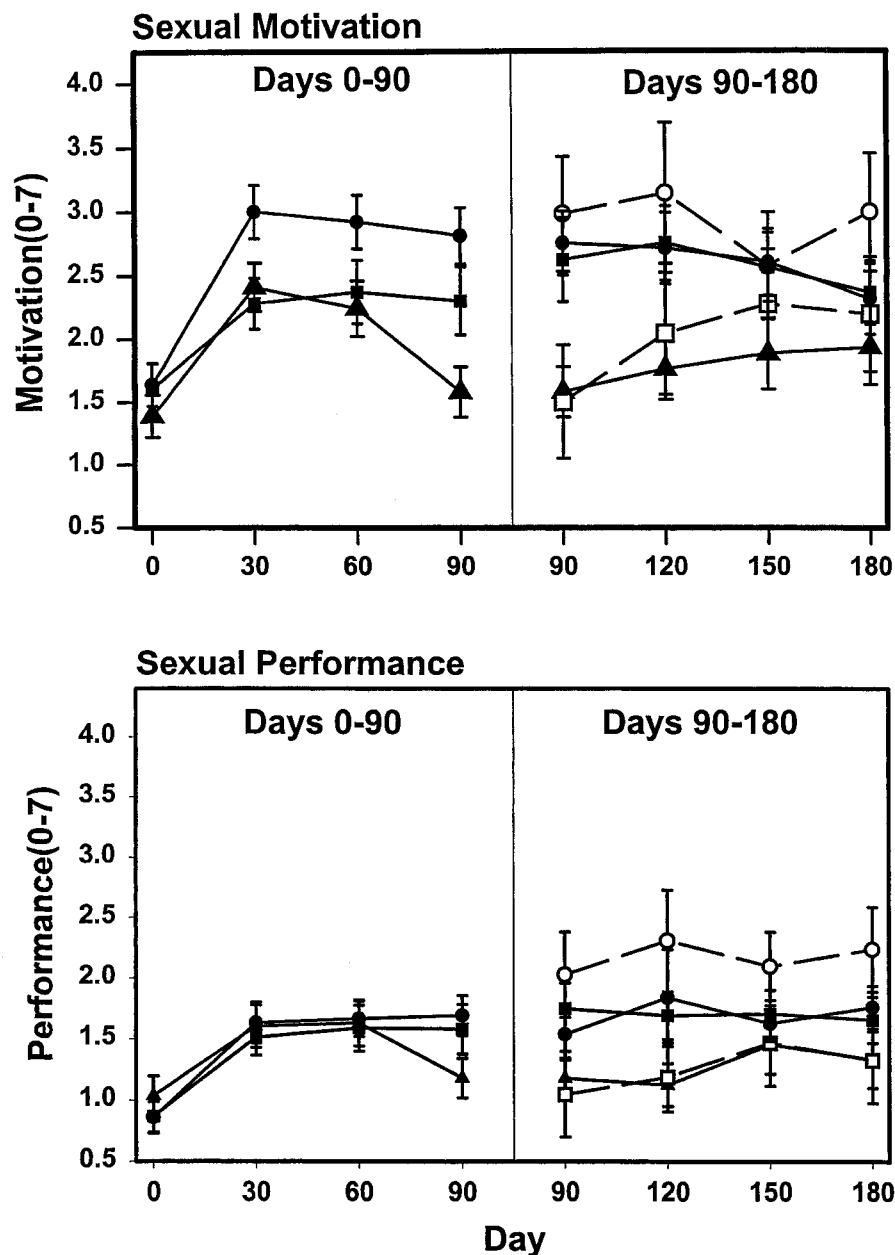 Sexual Motivation
Days 0-90
Days 90-180
Motivation(0-7)
4.0
3.5
3.0
2.5
2.0
1.5
1.0
0.5
0 30 60 90 90 120 150 180
Sexual Performance
Days 0-90
Days 90-180
Performance(0-7)
4.0
3.5
3.0
2.5
2.0
1.5
1.0
0.5
0 30 60 90 90 120 150 180
Day